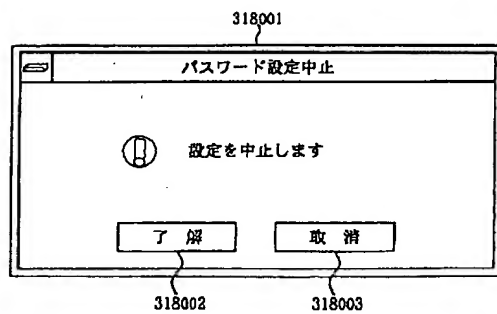 318001
パスワード設定中止
設定を中止します
了 解 取 消
318002 318003